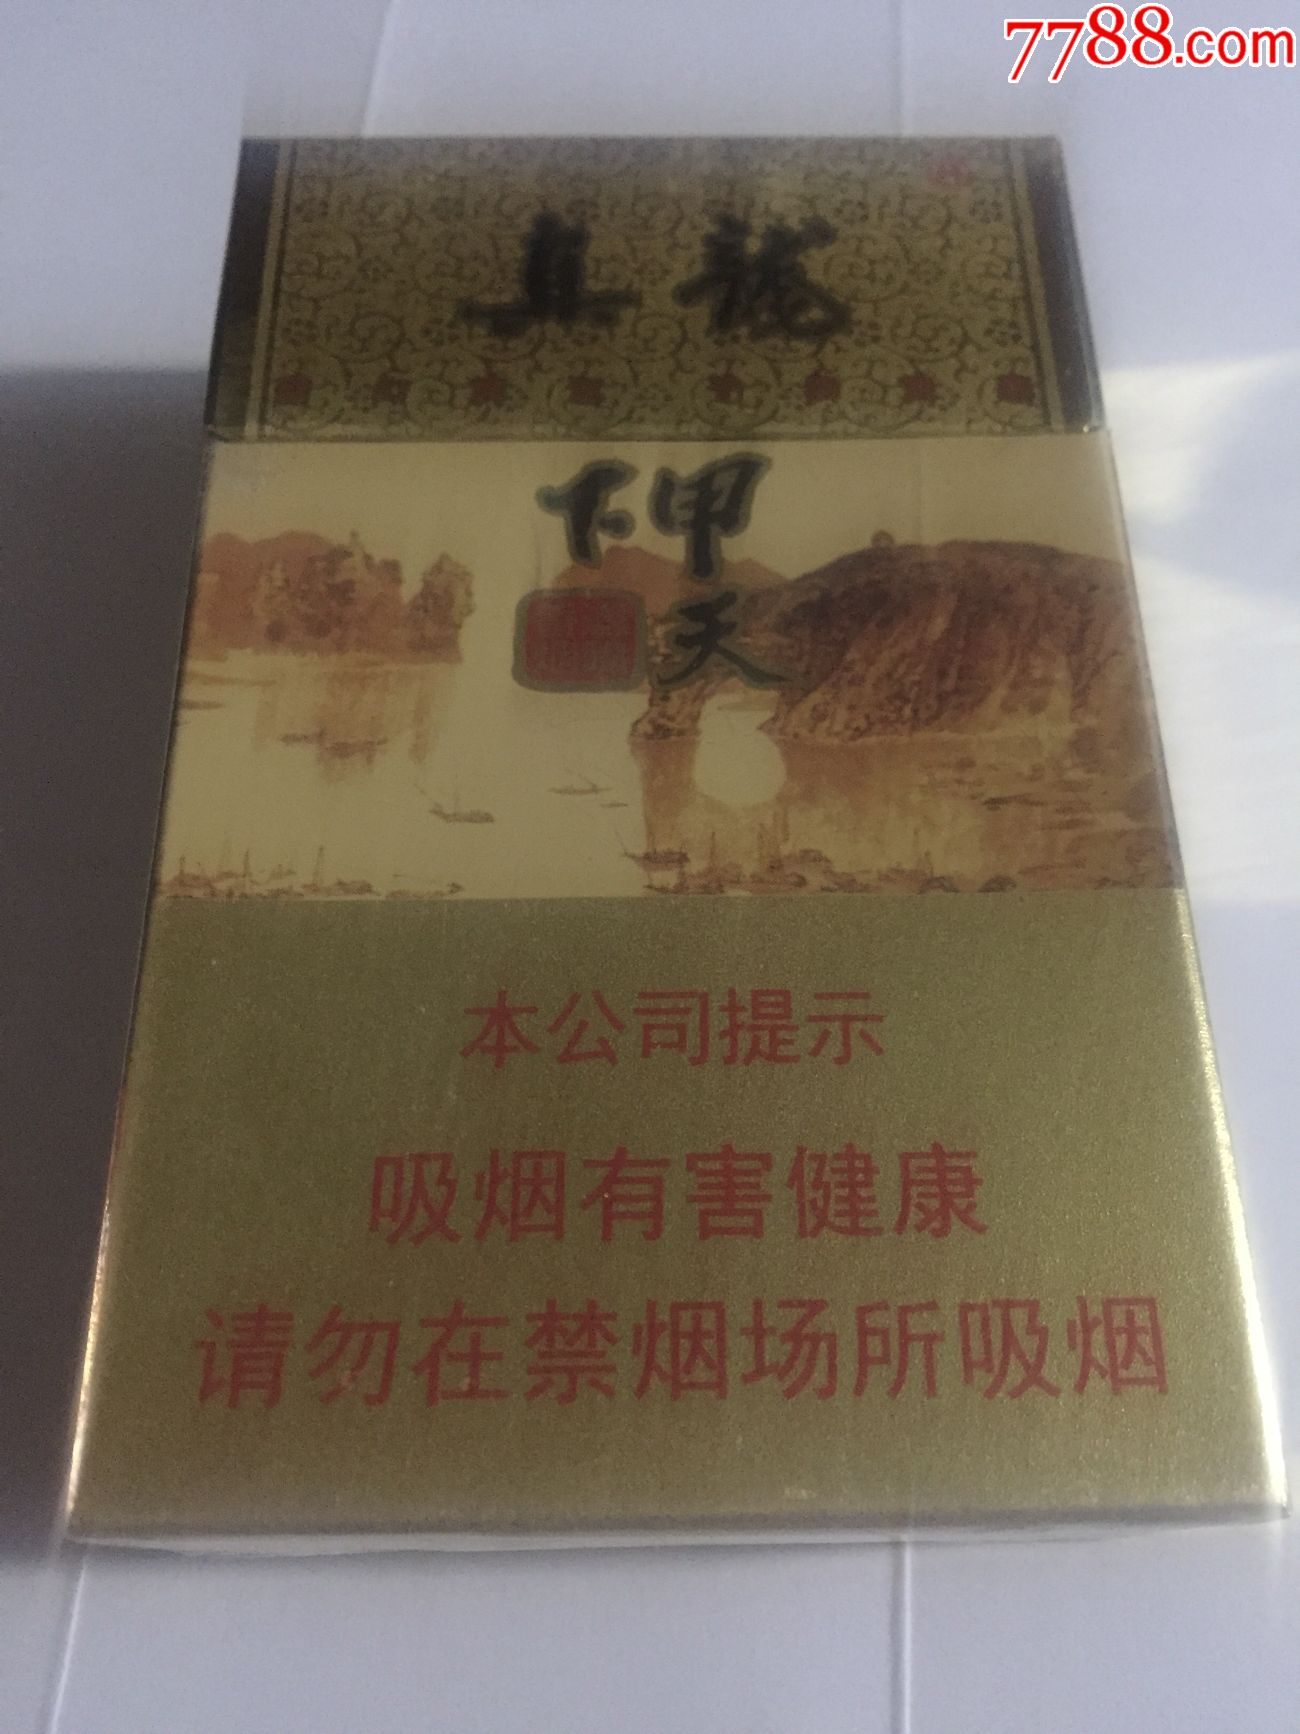 7788.com
真龍
甲天下
本公司提示
吸烟有害健康
请勿在禁烟场所吸烟